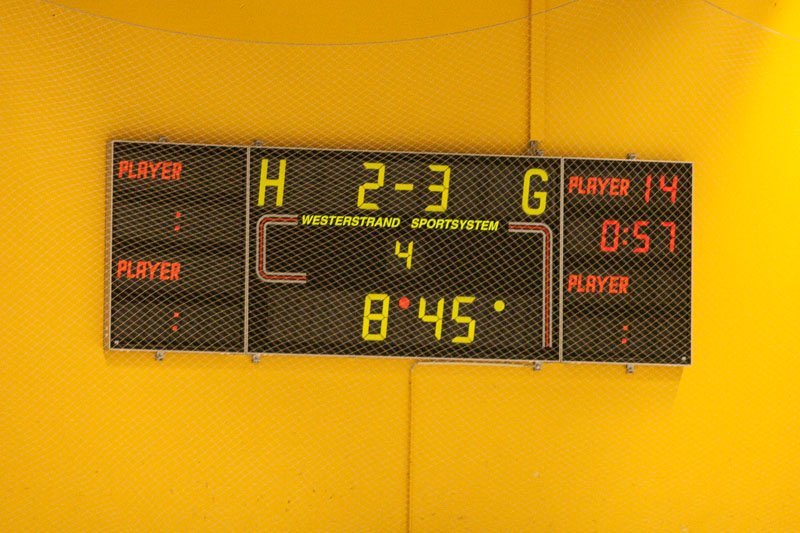 PLAYER
:
PLAYER
:
H 2-3 G
WESTERSTRAND SPORTSYSTEM
4
8:45
PLAYER 14
0:57
PLAYER
: